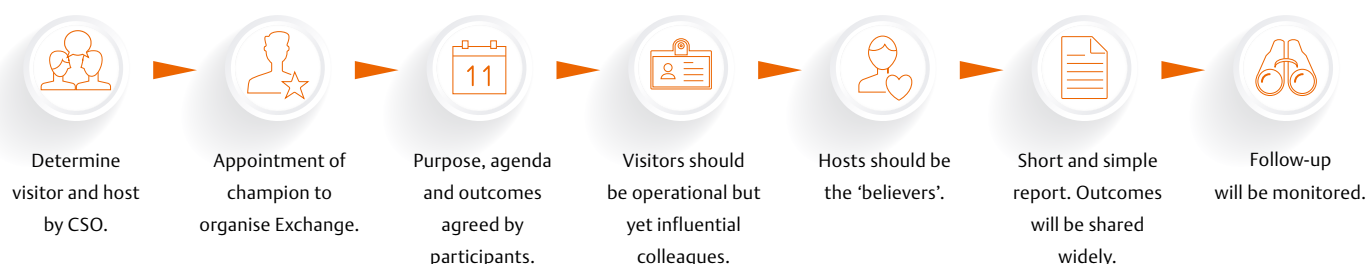 11
Determine
visitor and host
by CSO.
Appointment of
champion to
organise Exchange.
Purpose, agenda
and outcomes
agreed by
participants.
Visitors should
be operational but
yet influential
colleagues.
Hosts should be
the ‘believers’.
Short and simple
report. Outcomes
will be shared
widely.
Follow-up
will be monitored.